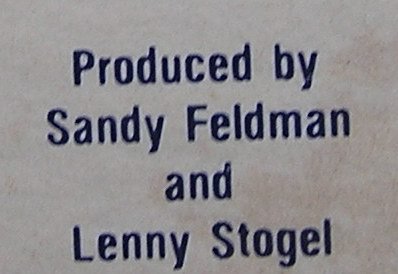 Produced by
Sandy Feldman
and
Lenny Stogel